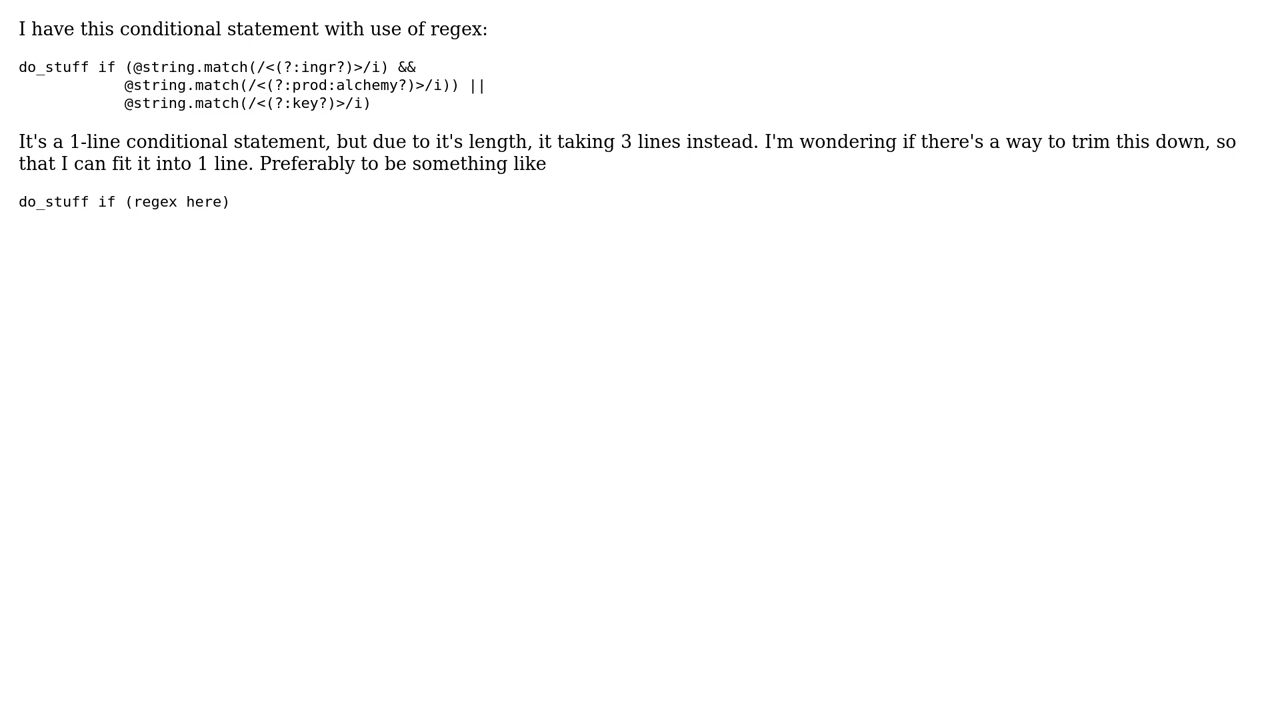 I have this conditional statement with use of regex:
do_stuff if (@string.match(/<(?:ingr?)>/i) &&
            @string.match(/<(?:prod:alchemy?)>/i)) ||
            @string.match(/<(?:key?)>/i)
It's a 1-line conditional statement, but due to it's length, it taking 3 lines instead. I'm wondering if there's a way to trim this down, so
that I can fit it into 1 line. Preferably to be something like
do_stuff if (regex here)